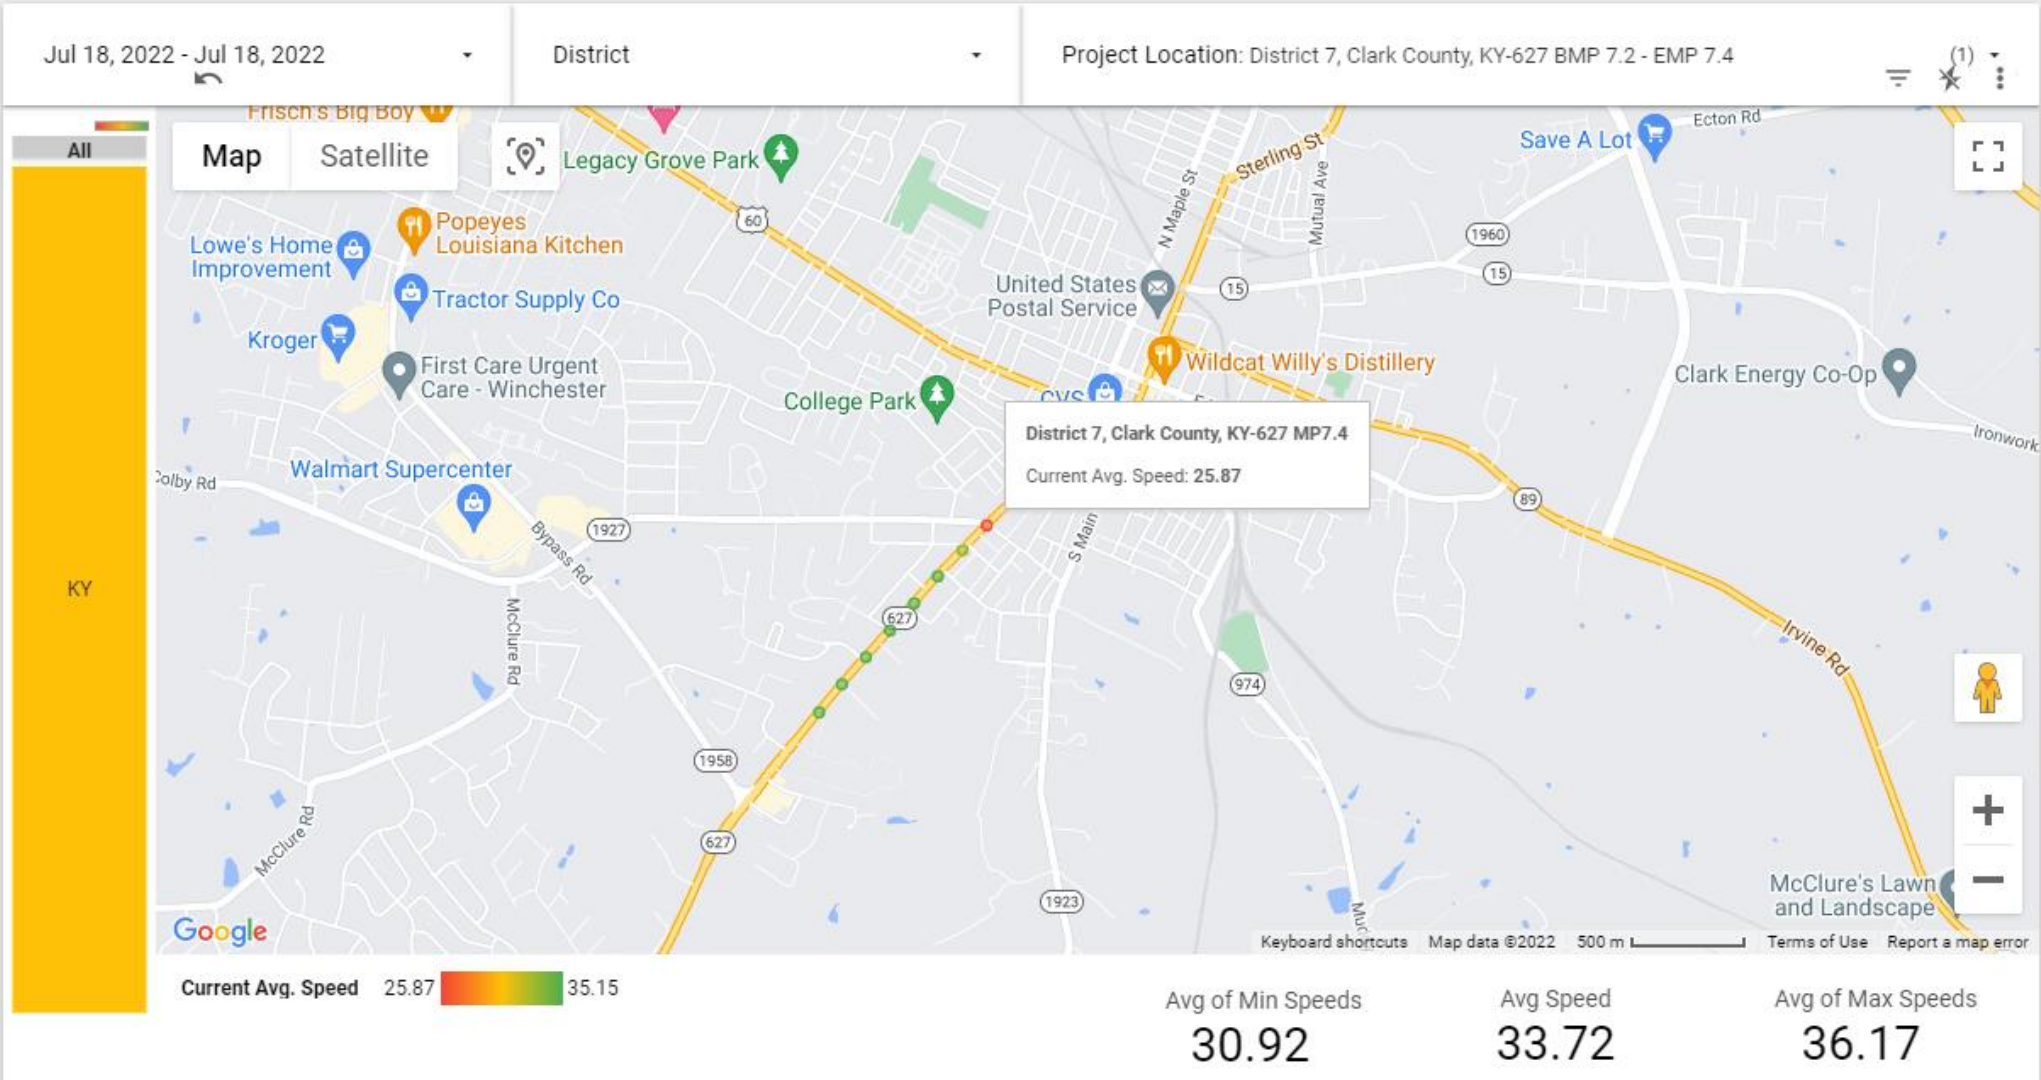 Jul 18, 2022 - Jul 18, 2022
District
Project Location: District 7, Clark County, KY-627 BMP 7.2 - EMP 7.4
(1)
All
KY
Map
Satellite
Frisch's Big Boy
Legacy Grove Park
60
Popeyes
Louisiana Kitchen
Lowe's Home
Improvement
Tractor Supply Co
Kroger
First Care Urgent
Care - Winchester
College Park
United States
Postal Service
N Maple St
Sterling St
Mutual Ave
Save A Lot
Ecton Rd
1960
15
15
Wildcat Willy's Distillery
CVS
Clark Energy Co-Op
Ironwork
District 7, Clark County, KY-627 MP7.4
Current Avg. Speed: 25.87
Walmart Supercenter
Colby Rd
1927
Bypass Rd
S Main
89
McClure Rd
627
974
Irvine Rd
1958
627
McClure Rd
1923
McClure's Lawn
and Landscape
Google
Keyboard shortcuts
Map data ©2022
500 m
Terms of Use
Report a map error
Current Avg. Speed
25.87
35.15
Avg of Min Speeds
30.92
Avg Speed
33.72
Avg of Max Speeds
36.17